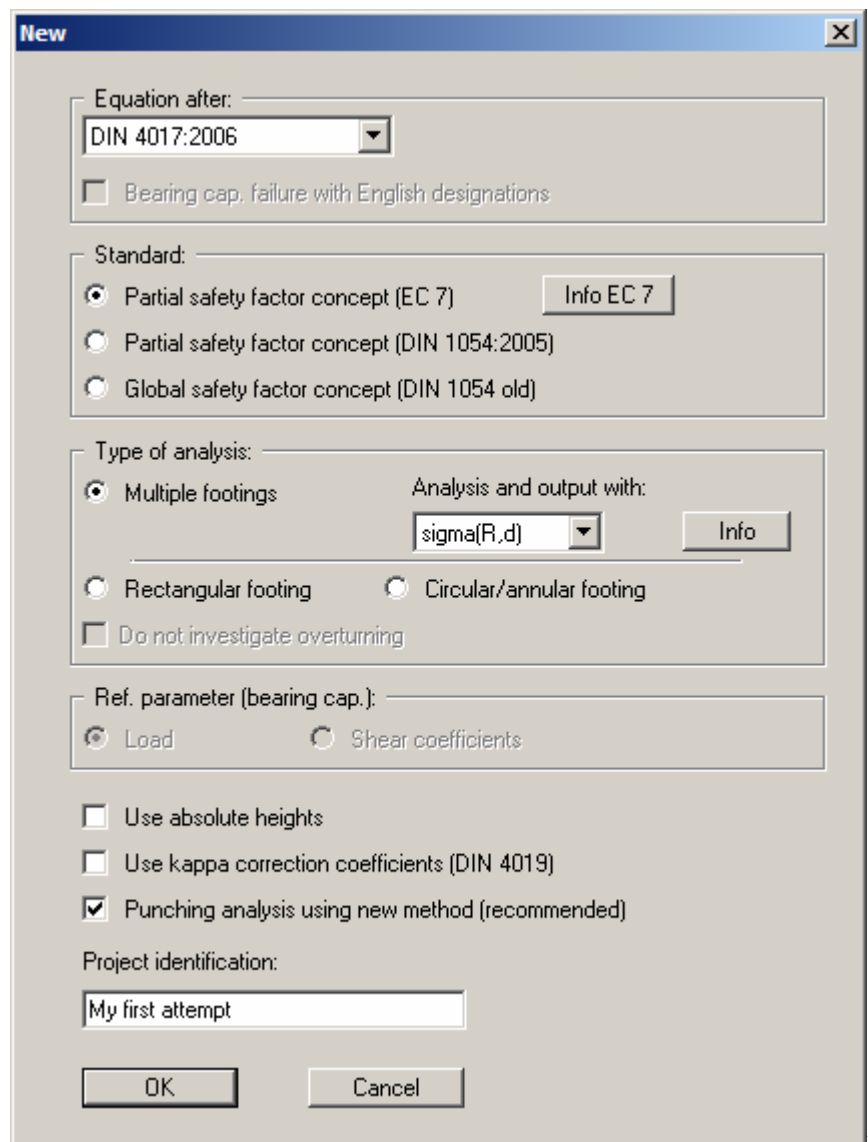 New
Equation after:
DIN 4017:2006
Bearing cap. failure with English designations
Standard:
Partial safety factor concept (EC 7) Info EC 7
Partial safety factor concept (DIN 1054:2005)
Global safety factor concept (DIN 1054 old)
Type of analysis:
Multiple footings Analysis and output with:
sigma(R,d) Info
Rectangular footing Circular/annular footing
Do not investigate overturning
Ref. parameter (bearing cap.):
Load Shear coefficients
Use absolute heights
Use kappa correction coefficients (DIN 4019)
Punching analysis using new method (recommended)
Project identification:
My first attempt
OK Cancel